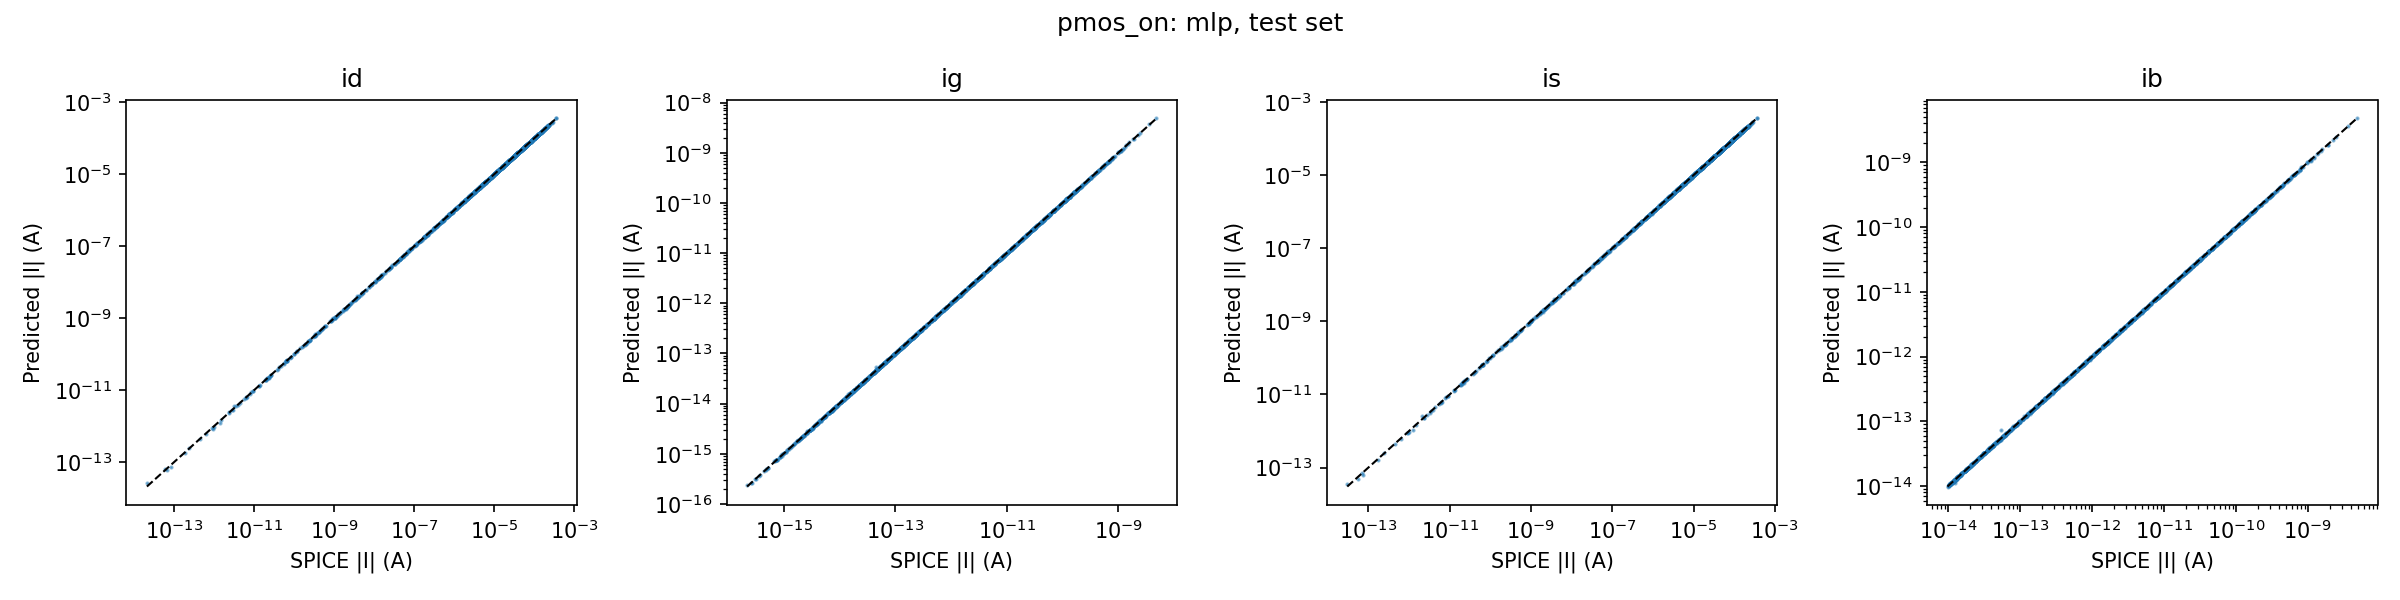 pmos_on: mlp, test set
id
10⁻³
10⁻⁵
10⁻⁷
10⁻⁹
10⁻¹¹
10⁻¹³
Predicted |I| (A)
10⁻¹³ 10⁻¹¹ 10⁻⁹ 10⁻⁷ 10⁻⁵ 10⁻³
SPICE |I| (A)
ig
10⁻⁸
10⁻⁹
10⁻¹⁰
10⁻¹¹
10⁻¹²
10⁻¹³
10⁻¹⁴
10⁻¹⁵
10⁻¹⁶
Predicted |I| (A)
10⁻¹⁵ 10⁻¹³ 10⁻¹¹ 10⁻⁹
SPICE |I| (A)
is
10⁻³
10⁻⁵
10⁻⁷
10⁻⁹
10⁻¹¹
10⁻¹³
Predicted |I| (A)
10⁻¹³ 10⁻¹¹ 10⁻⁹ 10⁻⁷ 10⁻⁵ 10⁻³
SPICE |I| (A)
ib
10⁻⁹
10⁻¹⁰
10⁻¹¹
10⁻¹²
10⁻¹³
10⁻¹⁴
Predicted |I| (A)
10⁻¹⁴ 10⁻¹³ 10⁻¹² 10⁻¹¹ 10⁻¹⁰ 10⁻⁹
SPICE |I| (A)